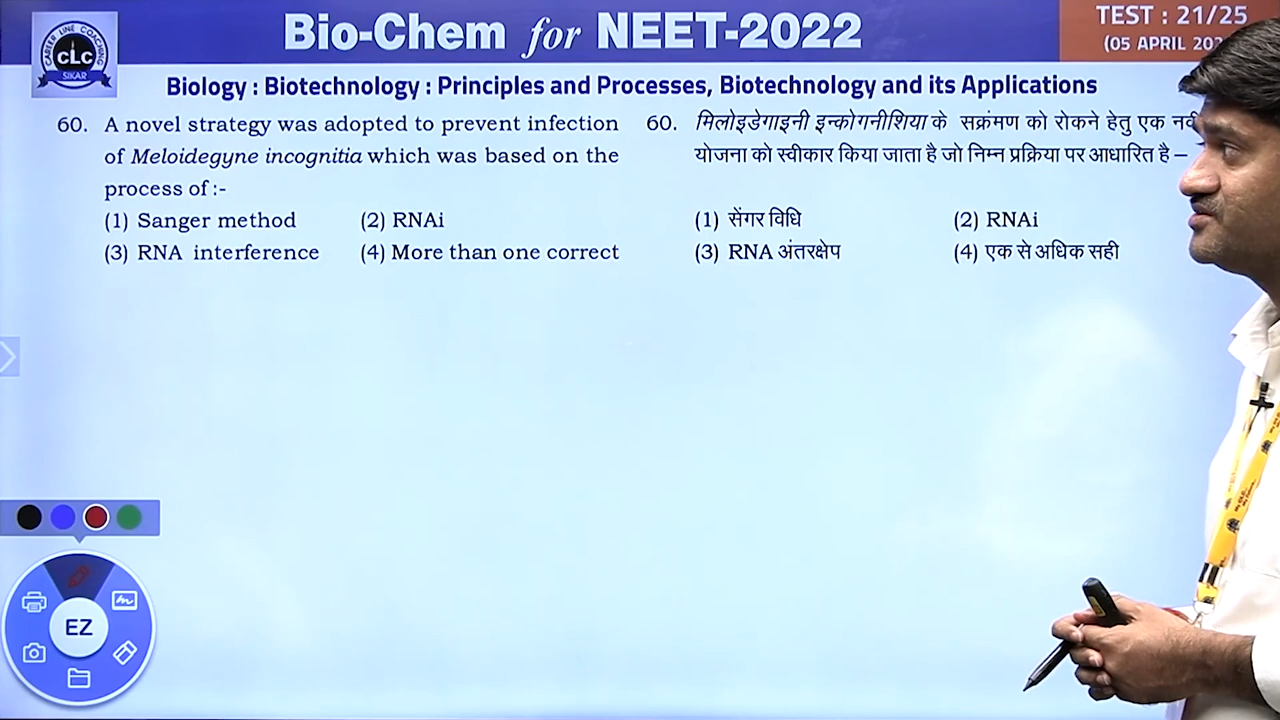 Bio-Chem for NEET-2022
TEST : 21/25
(05 APRIL 202
CAREER LINE COACHING
CLC
SIKAR
Biology : Biotechnology : Principles and Processes, Biotechnology and its Applications
60. A novel strategy was adopted to prevent infection
of Meloidegyne incognitia which was based on the
process of :-
(1) Sanger method (2) RNAi
(3) RNA interference (4) More than one correct
60. मिलोइडेगाइनी इन्कोगनीशिया के सक्रंमण को रोकने हेतु एक
योजना को स्वीकार किया जाता है जो निम्न प्रक्रिया पर आधारित है –
(1) सेंगर विधि (2) RNAi
(3) RNA अंतरक्षेप (4) एक से अधिक सही
EZ